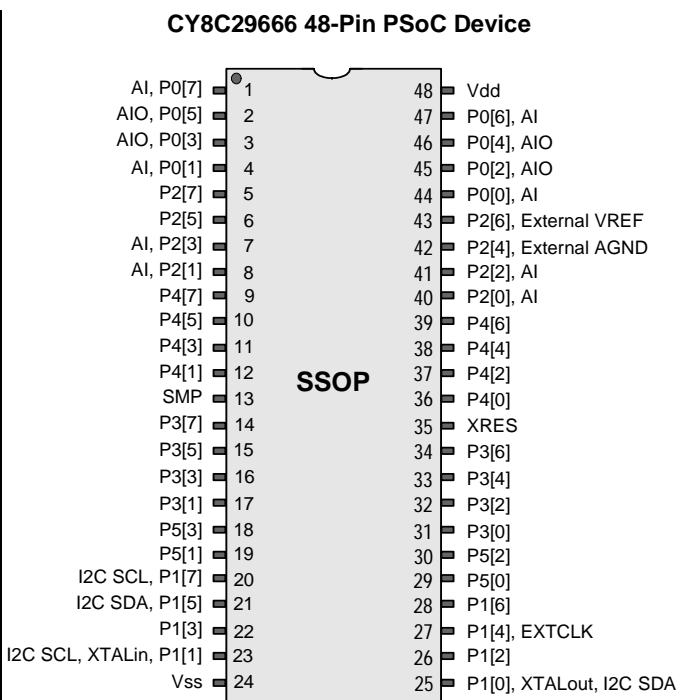 CY8C29666 48-Pin PSoC Device
AI, P0[7] 1 48 Vdd
AIO, P0[5] 2 47 P0[6], AI
AIO, P0[3] 3 46 P0[4], AIO
AI, P0[1] 4 45 P0[2], AIO
P2[7] 5 44 P0[0], AI
P2[5] 6 43 P2[6], External VREF
AI, P2[3] 7 42 P2[4], External AGND
AI, P2[1] 8 41 P2[2], AI
P4[7] 9 40 P2[0], AI
P4[5] 10 39 P4[6]
P4[3] 11 38 P4[4]
P4[1] 12 SSOP 37 P4[2]
SMP 13 36 P4[0]
P3[7] 14 35 XRES
P3[5] 15 34 P3[6]
P3[3] 16 33 P3[4]
P3[1] 17 32 P3[2]
P5[3] 18 31 P3[0]
P5[1] 19 30 P5[2]
I2C SCL, P1[7] 20 29 P5[0]
I2C SDA, P1[5] 21 28 P1[6]
P1[3] 22 27 P1[4], EXTCLK
I2C SCL, XTALin, P1[1] 23 26 P1[2]
Vss 24 25 P1[0], XTALout, I2C SDA